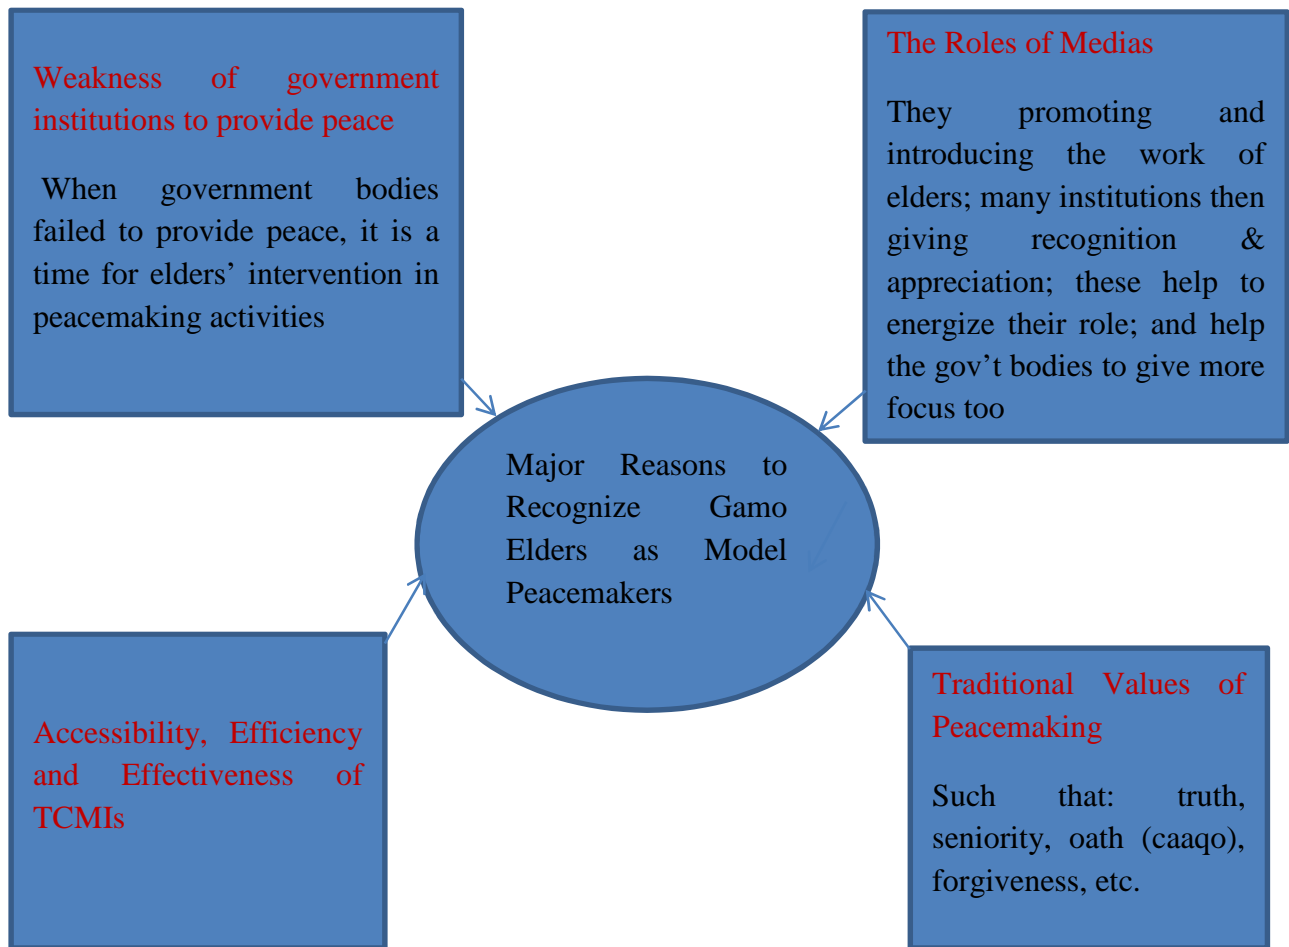 Weakness of government
institutions to provide peace
When government bodies
failed to provide peace, it is a
time for elders’ intervention in
peacemaking activities
The Roles of Medias
They promoting and
introducing the work of
elders; many institutions then
giving recognition &
appreciation; these help to
energize their role; and help
the gov’t bodies to give more
focus too
Major Reasons to
Recognize Gamo
Elders as Model
Peacemakers
Accessibility, Efficiency
and Effectiveness of
TCMIs
Traditional Values of
Peacemaking
Such that: truth,
seniority, oath (caaqo),
forgiveness, etc.